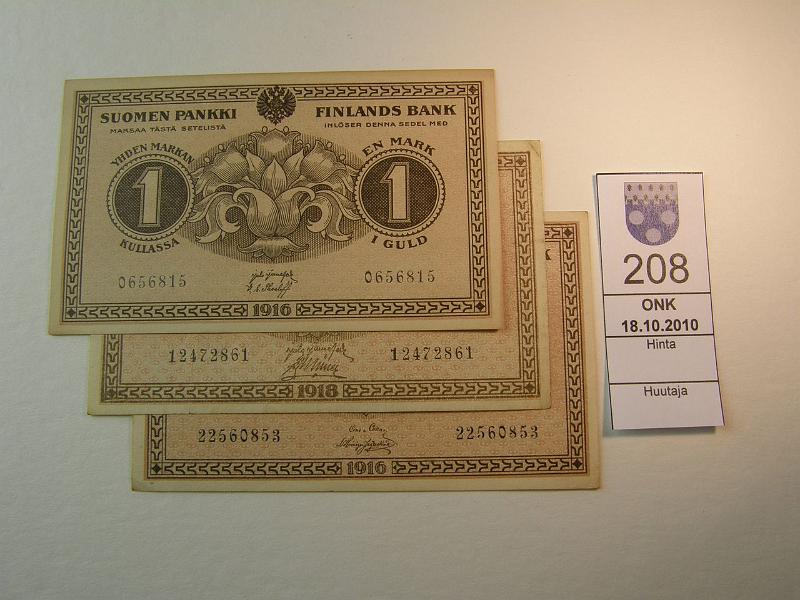 SUOMEN PANKKI
MAKSAA TÄSTÄ SETELISTÄ
FINLANDS BANK
INLÖSER DENNA SEDEL MED
YHDEN MARKAN
1
KULLASSA
EN MARK
1
I GULD
0656815
0656815
1916
12472861
12472861
1918
22560853
22560853
1916
208
ONK
18.10.2010
Hinta
Huutaja